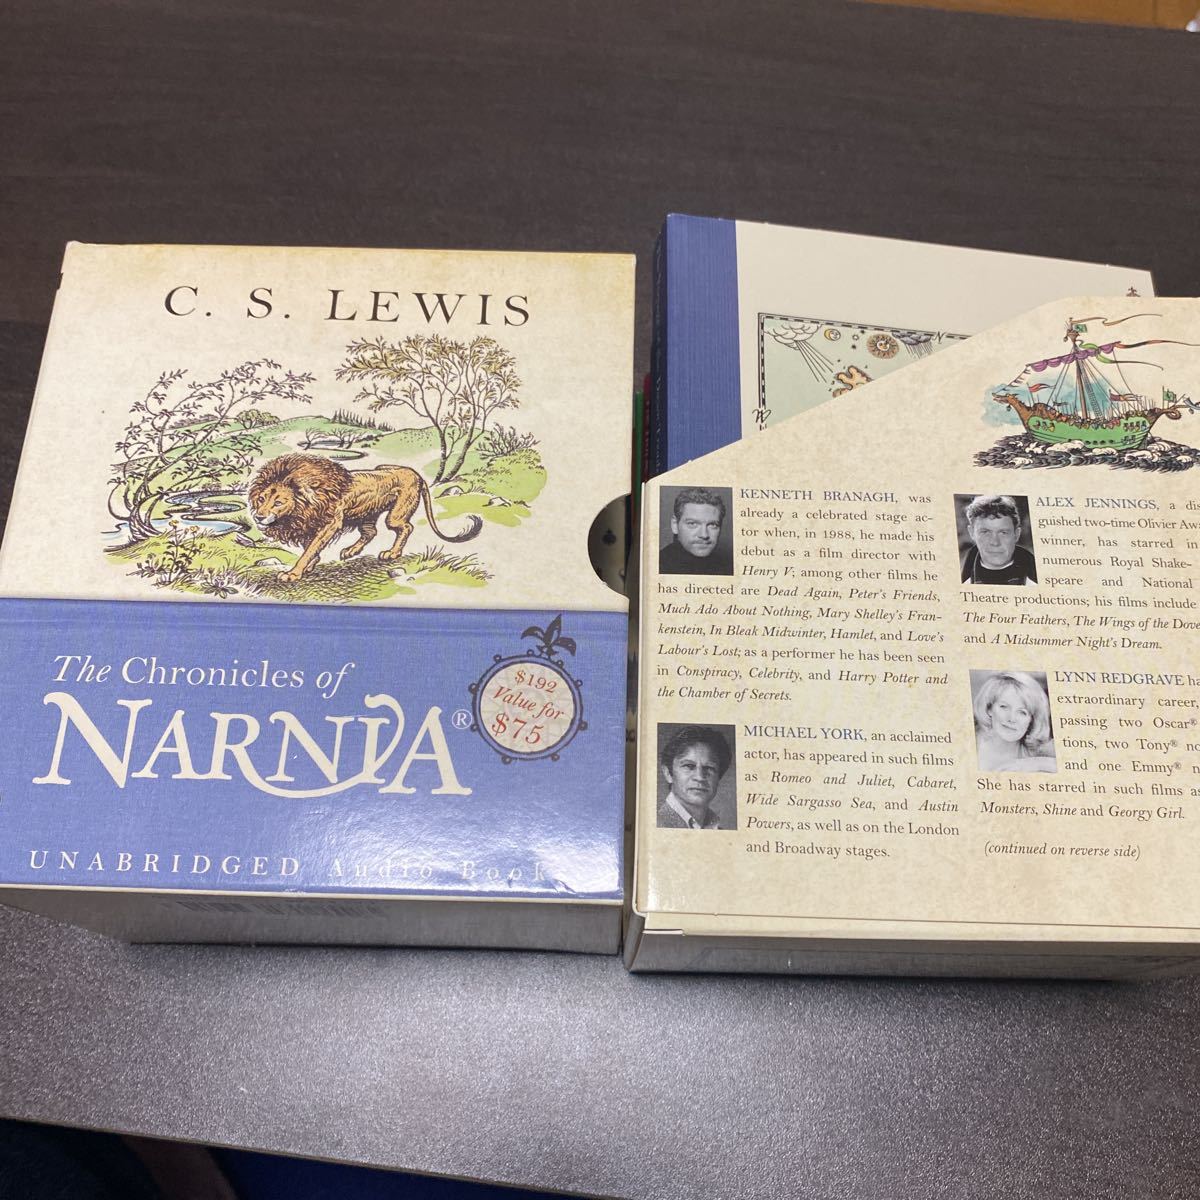 C. S. LEWIS
The Chronicles of
NARNIA®
$192
Value for
$75
UNABRIDGED Audio Book
N
W
KENNETH BRANAGH, was
already a celebrated stage ac-
tor when, in 1988, he made his
debut as a film director with
Henry V; among other films he
has directed are Dead Again, Peter's Friends,
Much Ado About Nothing, Mary Shelley's Fran-
kenstein, In Bleak Midwinter, Hamlet, and Love's
Labour's Lost; as a performer he has been seen
in Conspiracy, Celebrity, and Harry Potter and
the Chamber of Secrets.
MICHAEL YORK, an acclaimed
actor, has appeared in such films
as Romeo and Juliet, Cabaret,
Wide Sargasso Sea, and Austin
Powers, as well as on the London
and Broadway stages.
ALEX JENNINGS, a dis
guished two-time Olivier Awa
winner, has starred in
numerous Royal Shake-
speare and National
Theatre productions; his films include
The Four Feathers, The Wings of the Dove
and A Midsummer Night's Dream.
LYNN REDGRAVE ha
extraordinary career,
passing two Oscar®
tions, two Tony® no
and one Emmy® n
She has starred in such films as
Monsters, Shine and Georgy Girl.
(continued on reverse side)